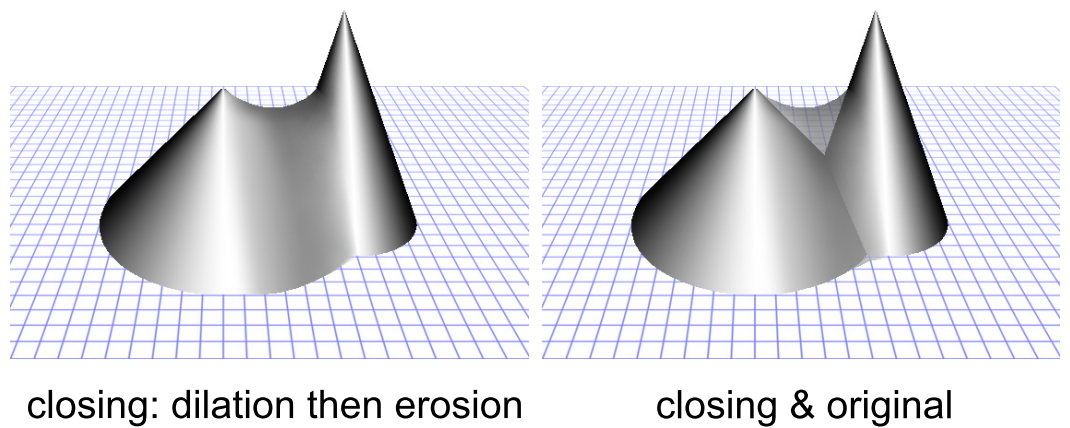 closing: dilation then erosion
closing & original